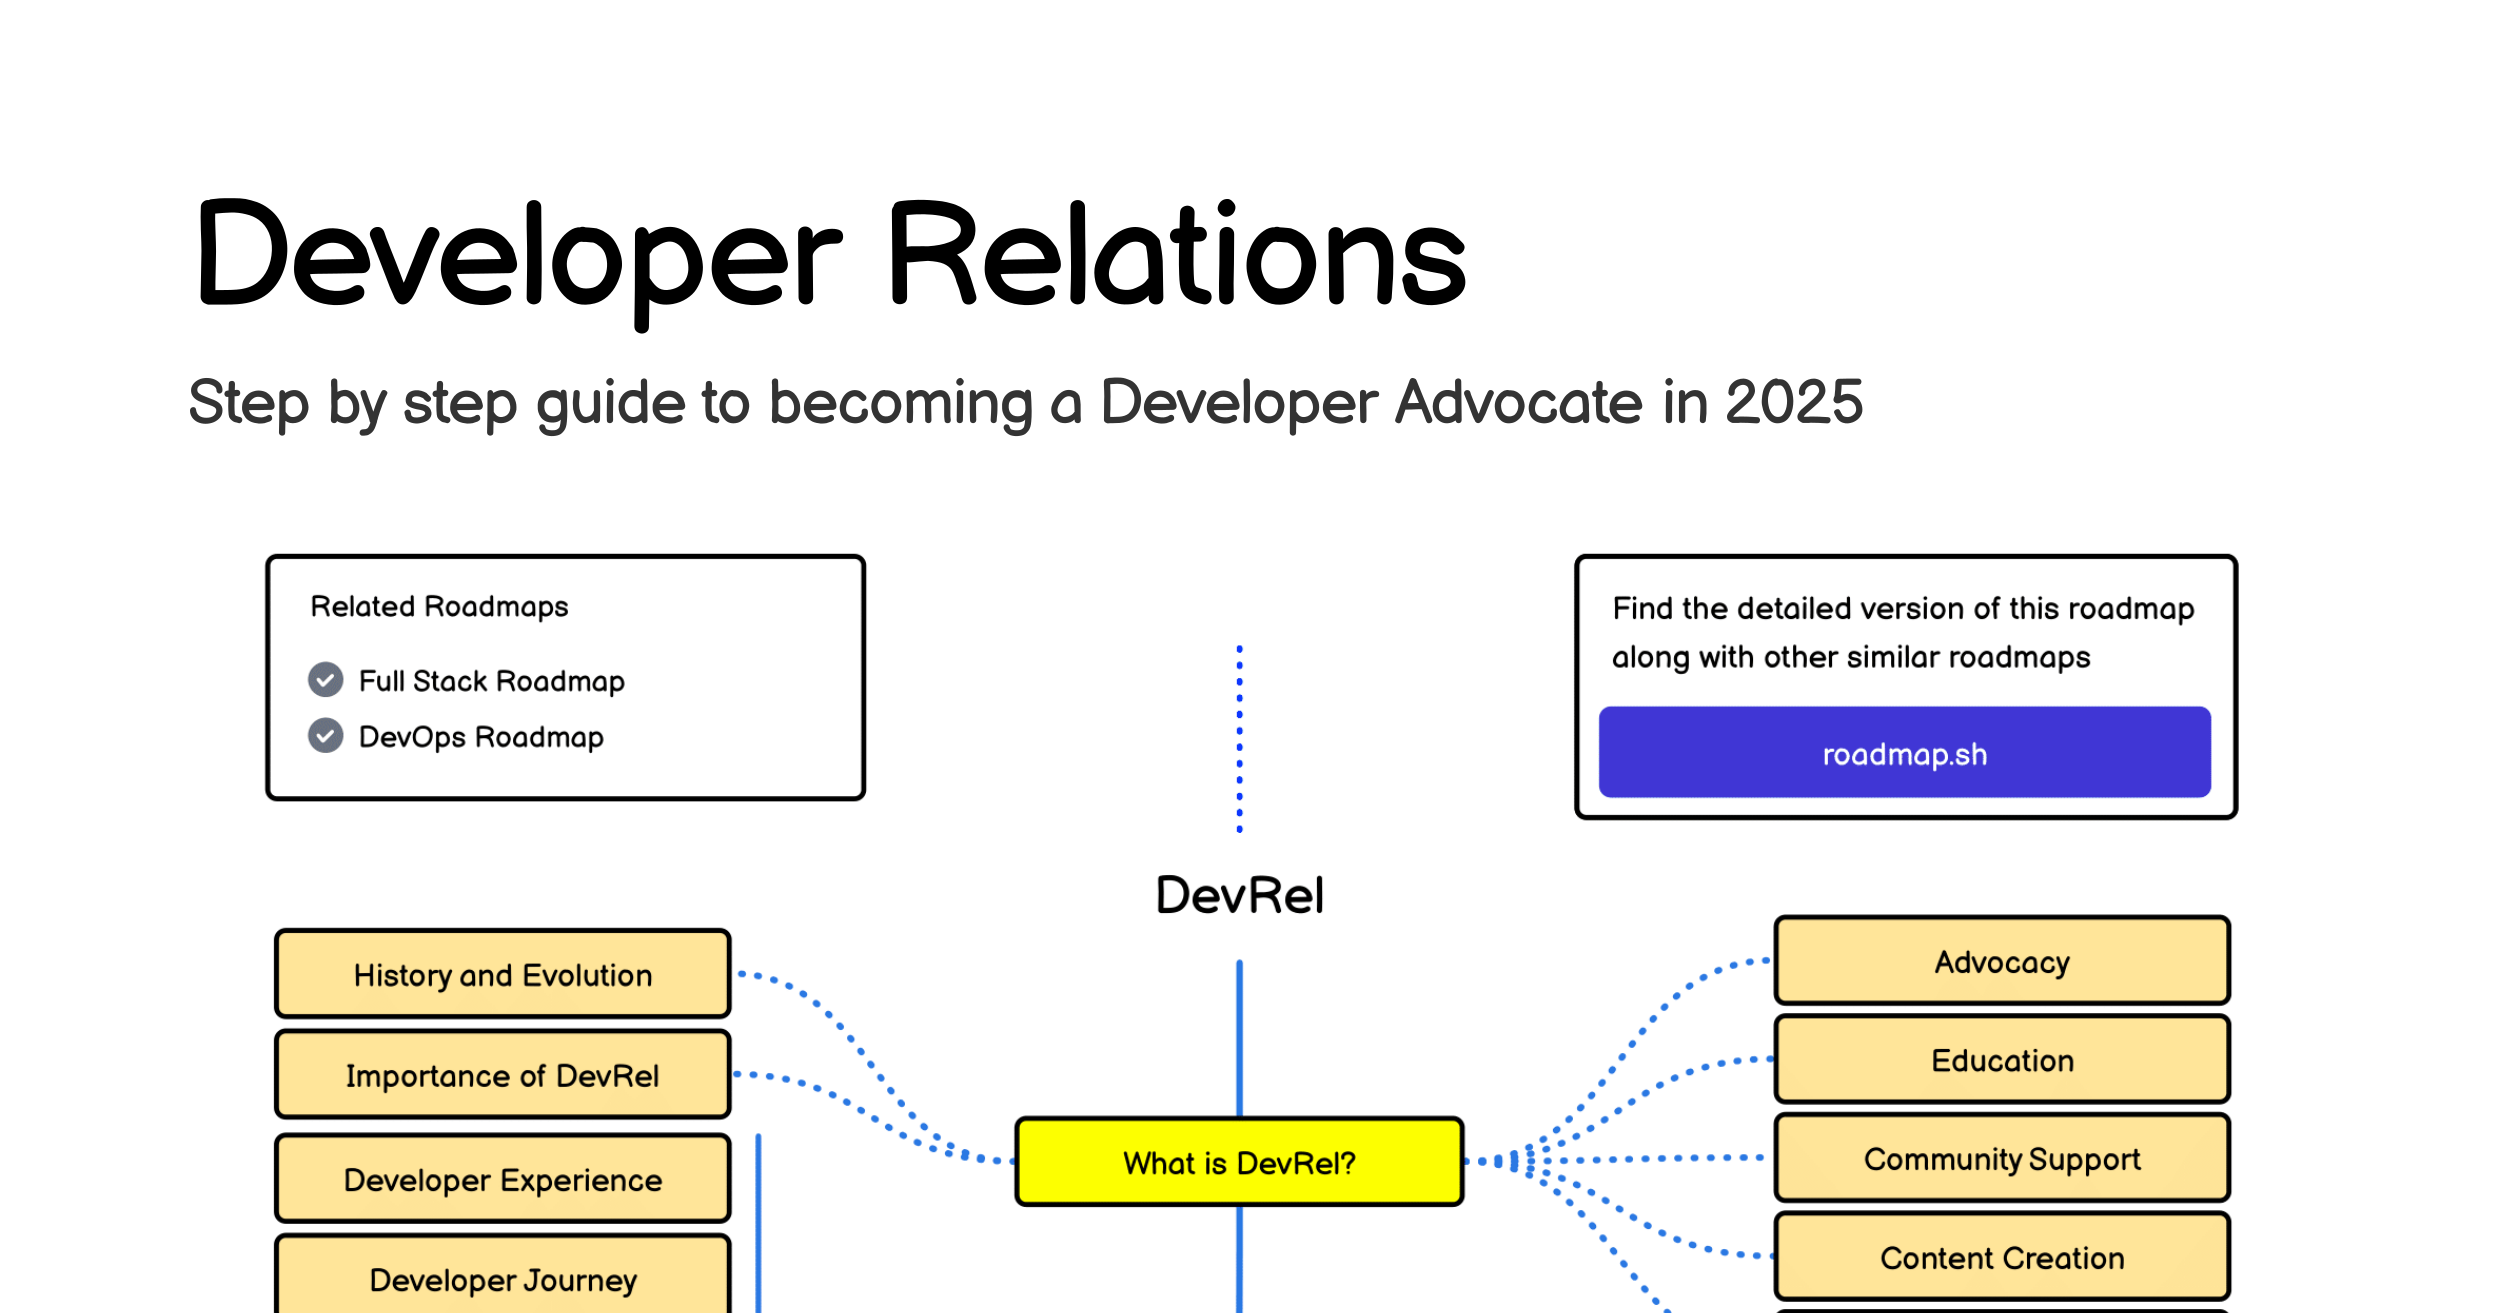 Developer Relations
Step by step guide to becoming a Developer Advocate in 2025
Related Roadmaps
Full Stack Roadmap
DevOps Roadmap
Find the detailed version of this roadmap
along with other similar roadmaps
roadmap.sh
DevRel
History and Evolution
Importance of DevRel
Developer Experience
Developer Journey
What is DevRel?
Advocacy
Education
Community Support
Content Creation